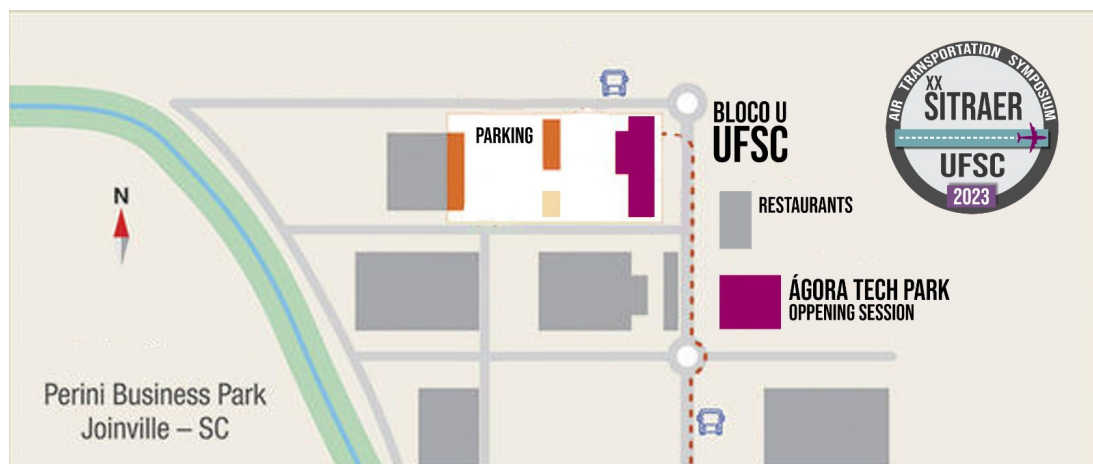 AIR TRANSPORTATION SYMPOSIUM
XX
SITRAER
UFSC
2023
BLOCO U
UFSC
PARKING
RESTAURANTS
N
ÁGORA TECH PARK
OPPENING SESSION
Perini Business Park
Joinville – SC